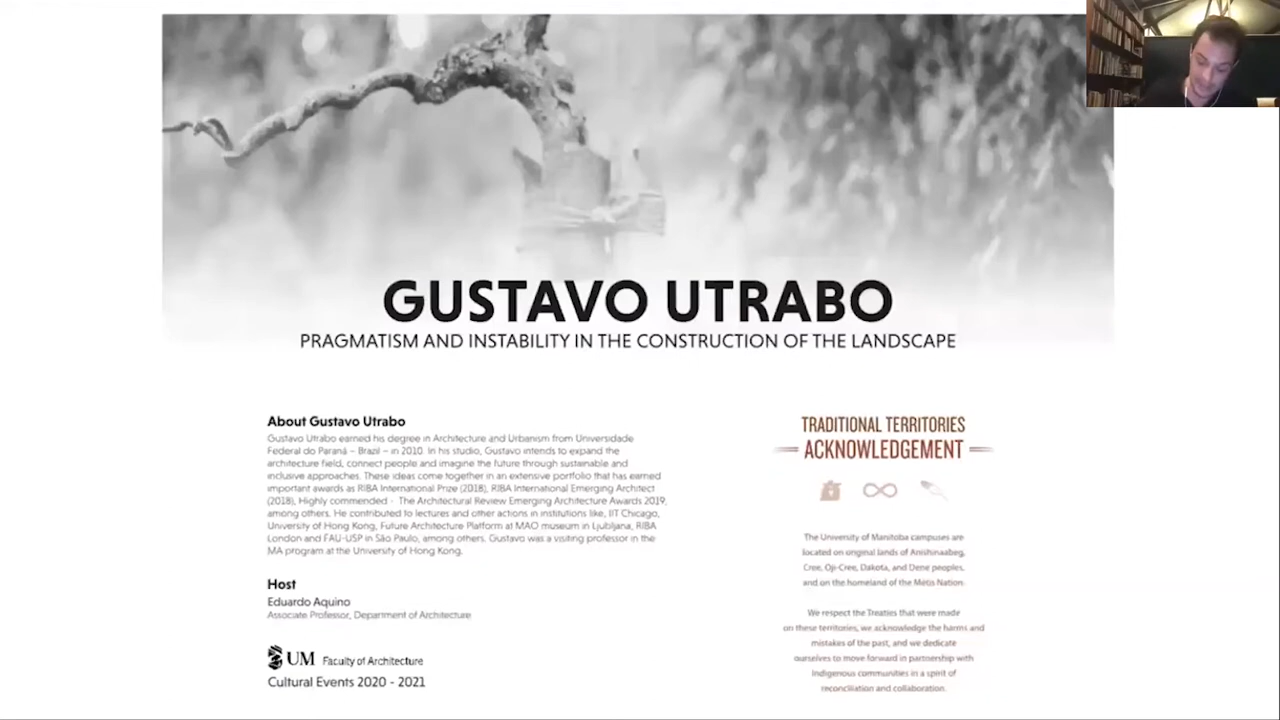 GUSTAVO UTRABO
PRAGMATISM AND INSTABILITY IN THE CONSTRUCTION OF THE LANDSCAPE
About Gustavo Utrabo
Gustavo Utrabo earned his degree in Architecture and Urbanism from Universidade
Federal do Paraná – Brazil – in 2010. In his studio, Gustavo intends to expand the
architecture field, connect people and imagine the future through sustainable and
inclusive approaches. These ideas come together in an extensive portfolio that has earned
important awards as RIBA International Prize (2018), RIBA International Emerging Architect
(2018), Highly commended - The Architectural Review Emerging Architecture Awards 2019,
among others. He contributed to lectures and other actions in institutions like, IIT Chicago,
University of Hong Kong, Future Architecture Platform at MAO museum in Ljubljana, RIBA
London and FAU-USP in São Paulo, among others. Gustavo was a visiting professor in the
MA program at the University of Hong Kong.
Host
Eduardo Aquino
Associate Professor, Department of Architecture
UM Faculty of Architecture
Cultural Events 2020 - 2021
TRADITIONAL TERRITORIES
ACKNOWLEDGEMENT
The University of Manitoba campuses are
located on original lands of Anishinaabeg,
Cree, Oji-Cree, Dakota, and Dene peoples,
and on the homeland of the Métis Nation.
We respect the Treaties that were made
on these territories, we acknowledge the harms and
mistakes of the past, and we dedicate
ourselves to move forward in partnership with
Indigenous communities in a spirit of
reconciliation and collaboration.